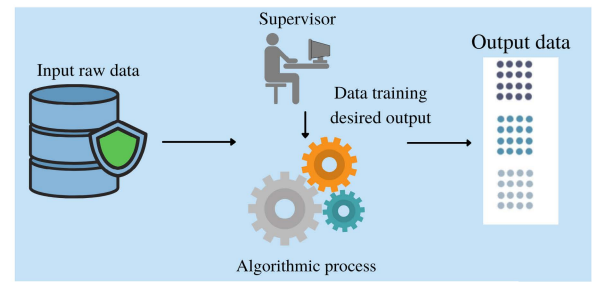 Supervisor
Output data
Input raw data
Data training
desired output
Algorithmic process